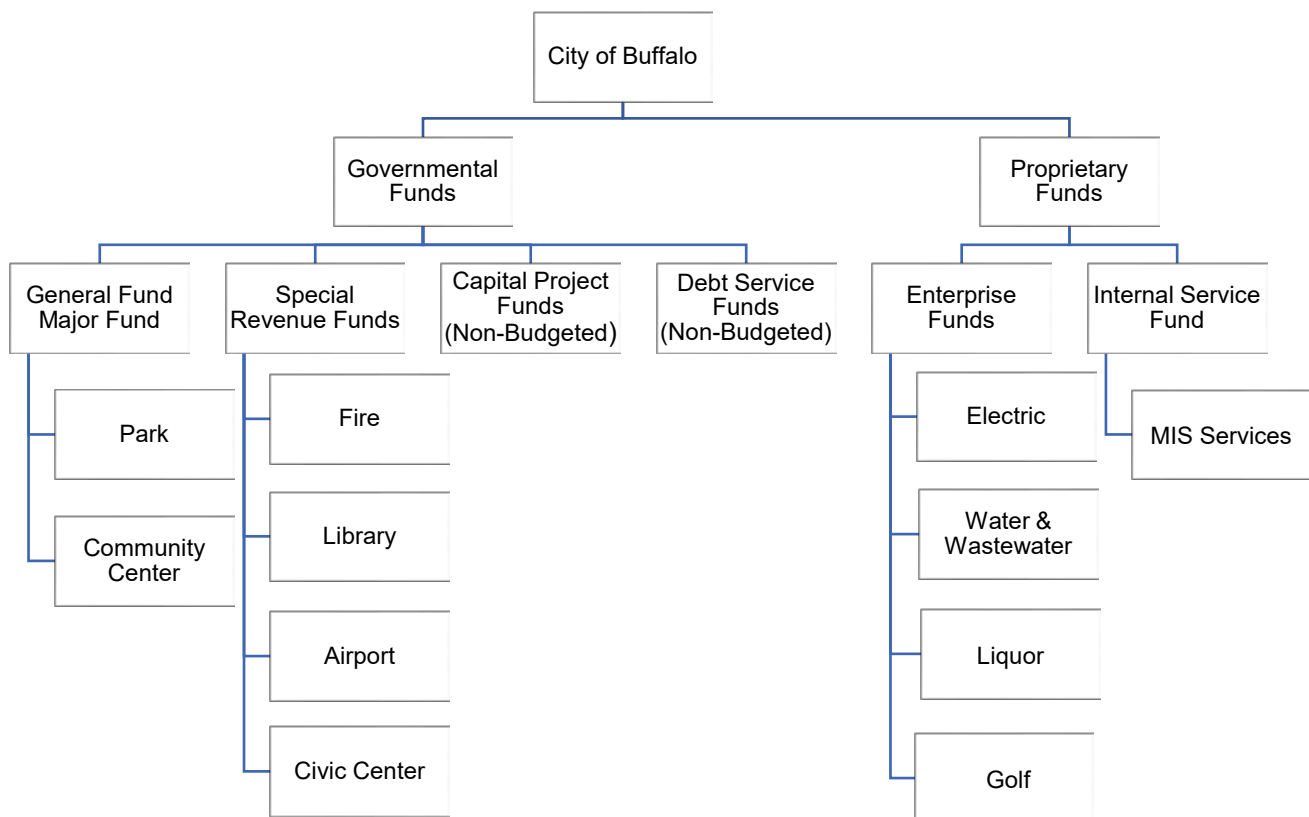 City of Buffalo
Governmental
Funds
Proprietary
Funds
General Fund
Major Fund
Special
Revenue Funds
Capital Project
Funds
(Non-Budgeted)
Debt Service
Funds
(Non-Budgeted)
Enterprise
Funds
Internal Service
Fund
Park
Community
Center
Fire
Library
Airport
Civic Center
Electric
Water &
Wastewater
Liquor
Golf
MIS Services